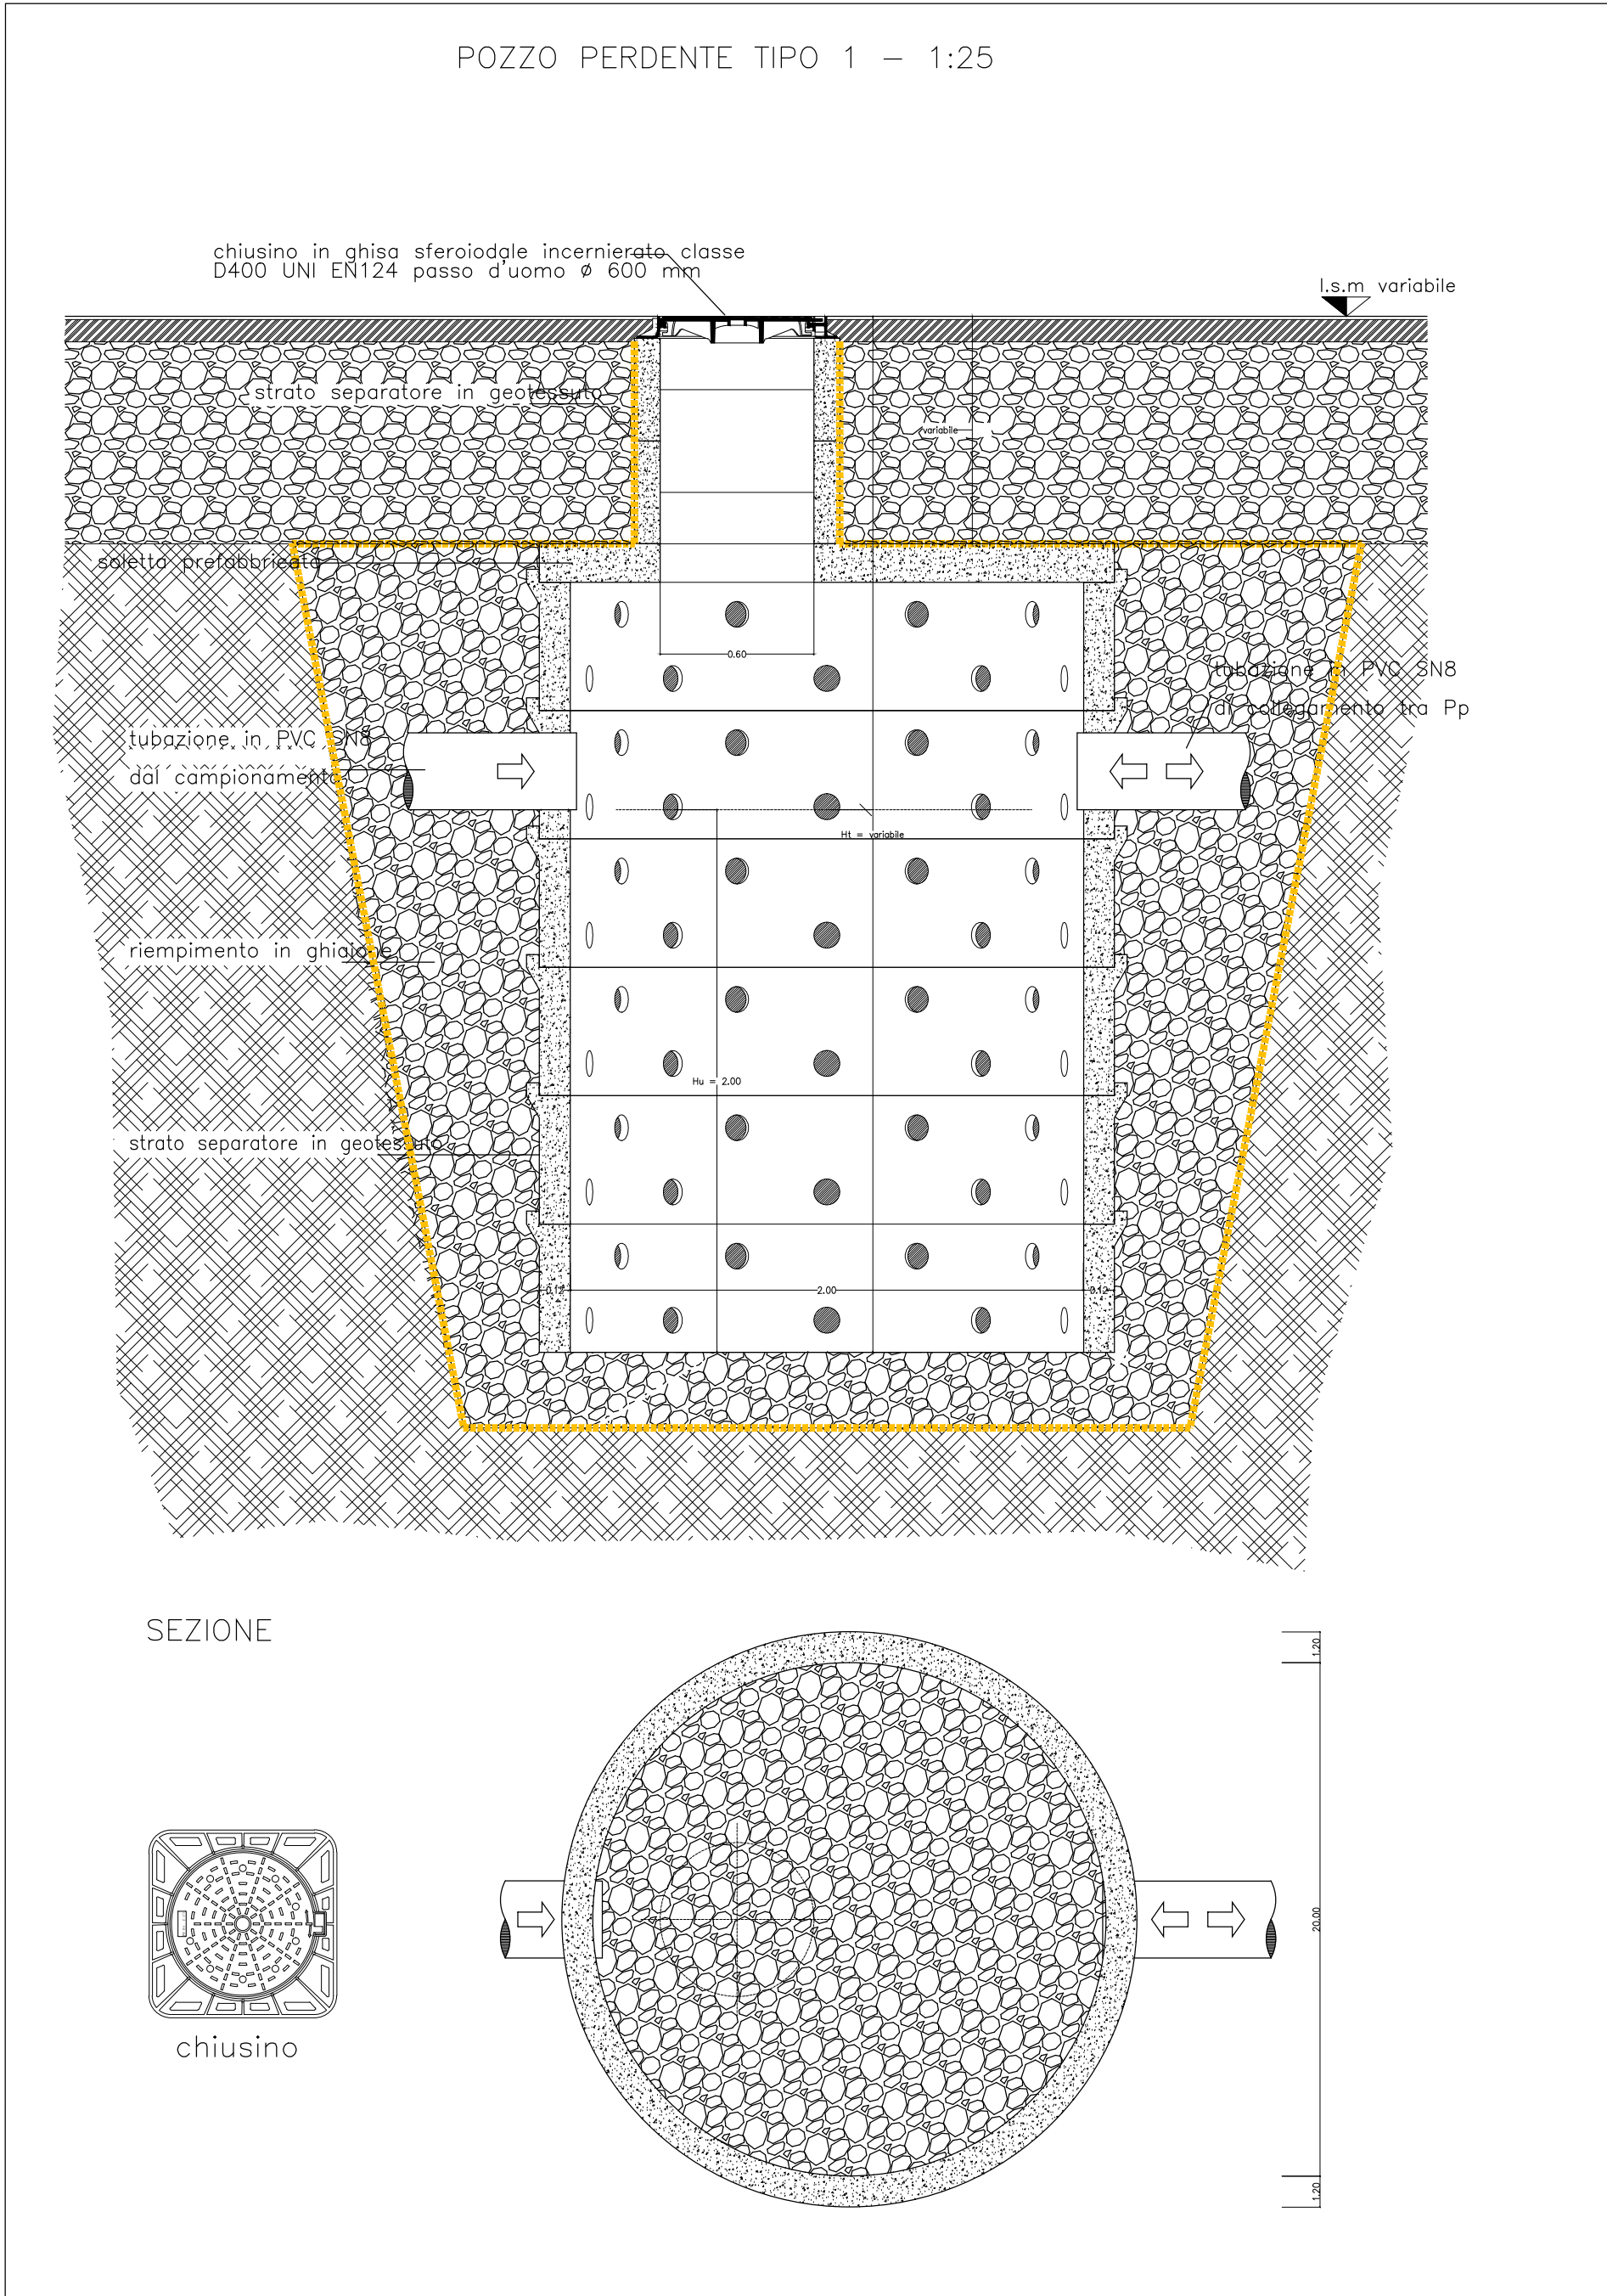 POZZO PERDENTE TIPO 1 – 1:25
chiusino in ghisa sferoiodale incernierato classe
D400 UNI EN124 passo d'uomo ø 600 mm
l.s.m variabile
strato separatore in geotessuto
variabile
soletta prefabbricata
0.60
tubazione in PVC SN8
di collegamento tra Pp
tubazione in PVC SN8
dal campionamento
Ht = variabile
riempimento in ghiaione
Hu = 2.00
strato separatore in geotessuto
0.12
2.00
0.12
SEZIONE
1.20
20.00
1.20
chiusino